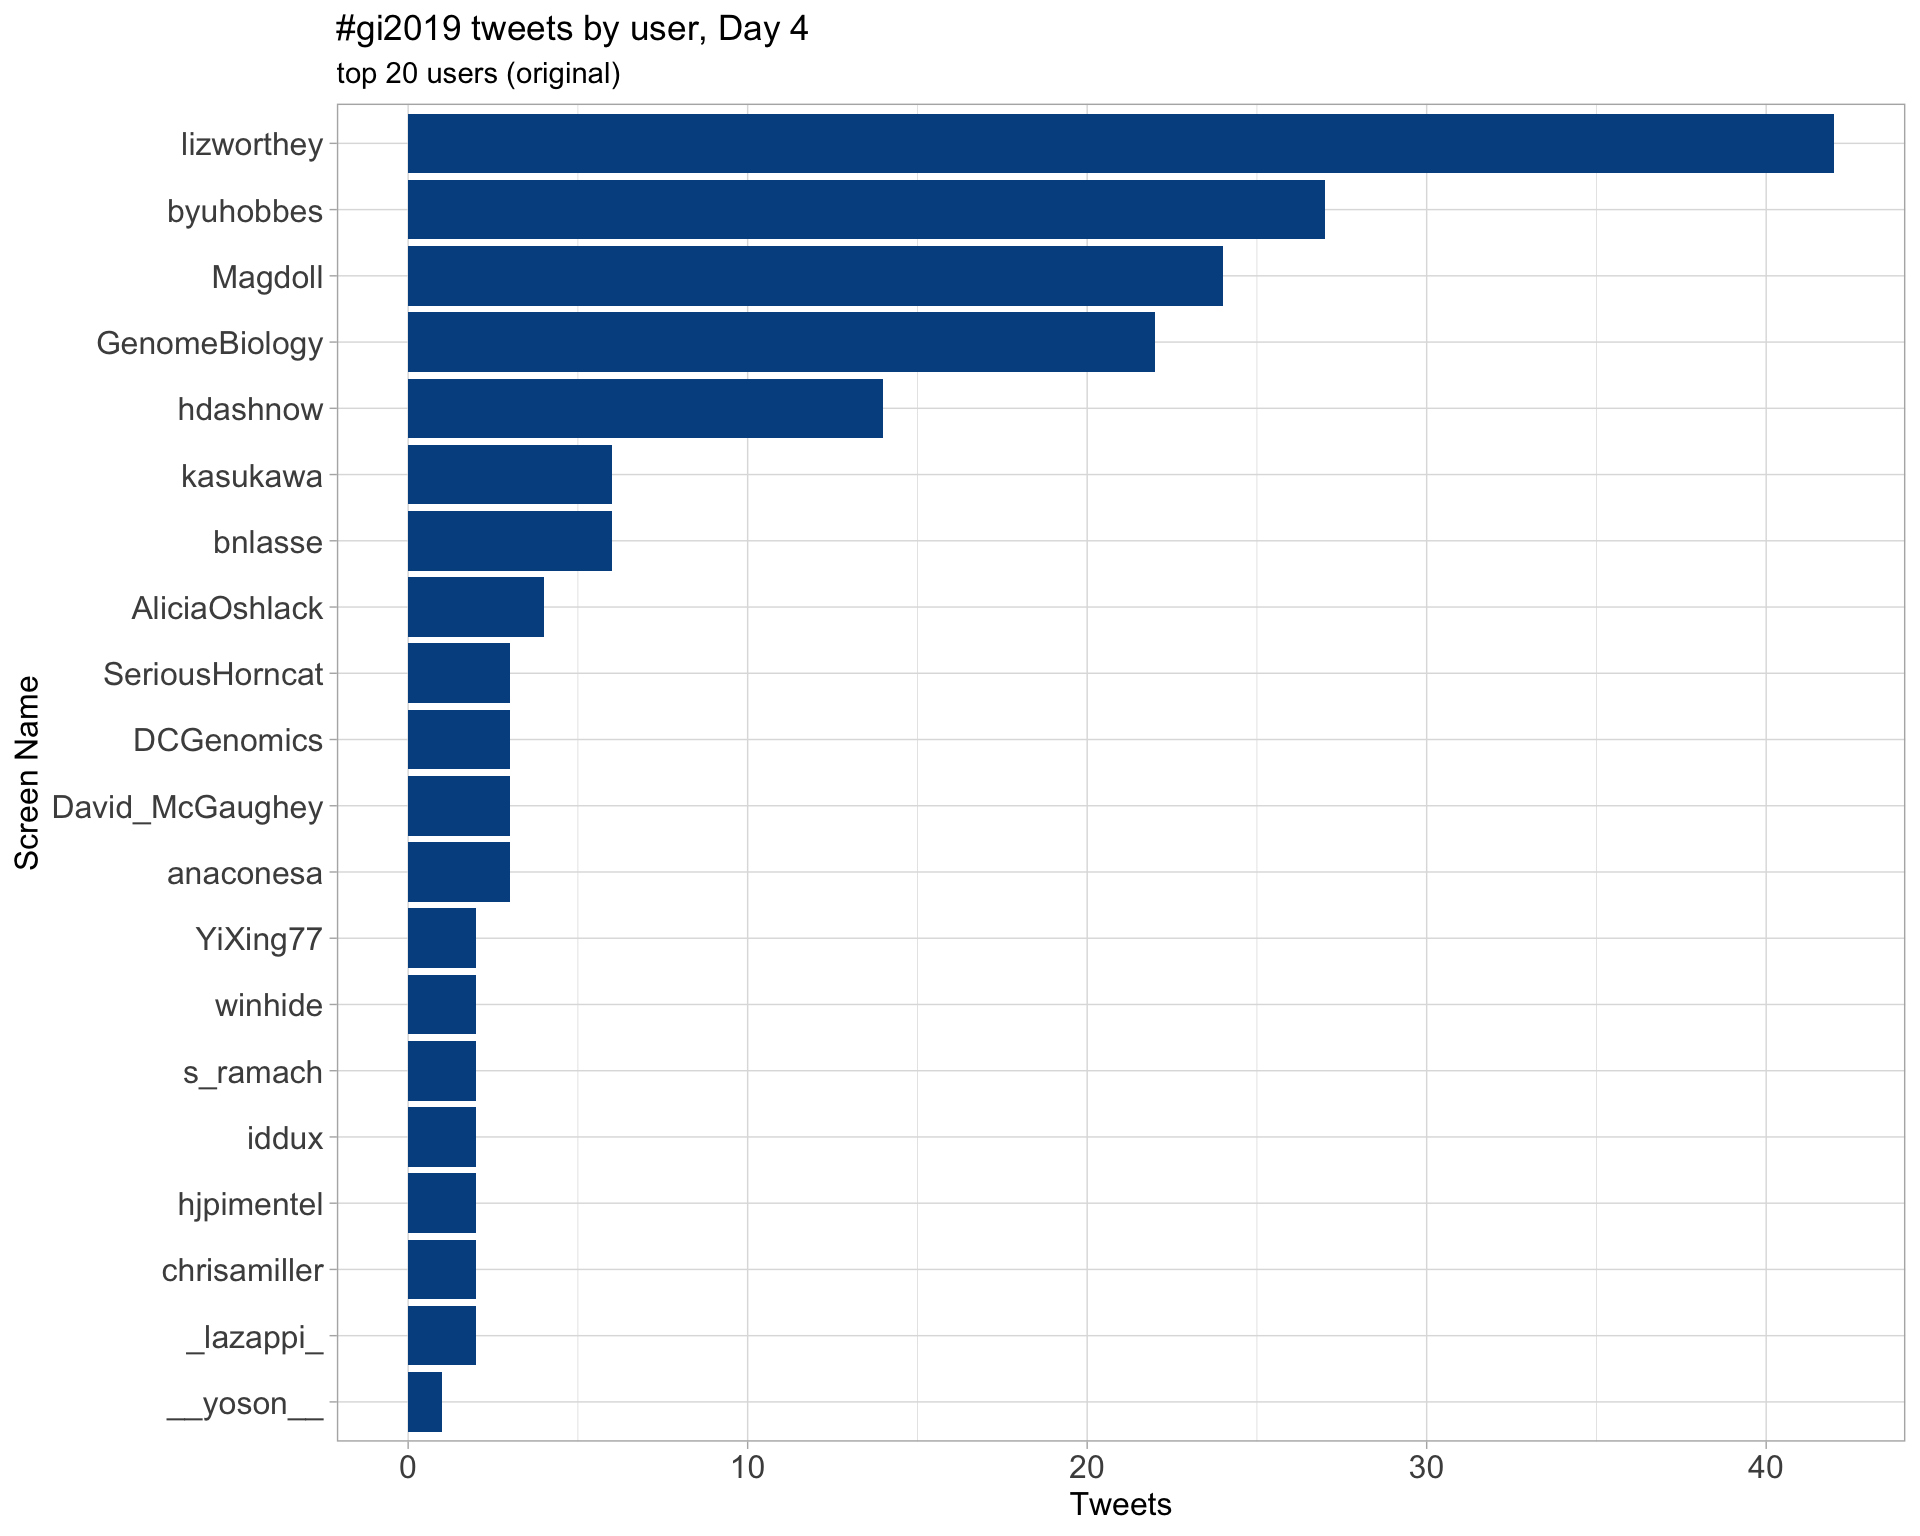 #gi2019 tweets by user, Day 4
top 20 users (original)
Screen Name
lizworthey
byuhobbes
Magdoll
GenomeBiology
hdashnow
kasukawa
bnlasse
AliciaOshlack
SeriousHorncat
DCGenomics
David_McGaughey
anaconesa
YiXing77
winhide
s_ramach
iddux
hjpimentel
chrisamiller
_lazappi_
__yoson__
0 10 20 30 40
Tweets